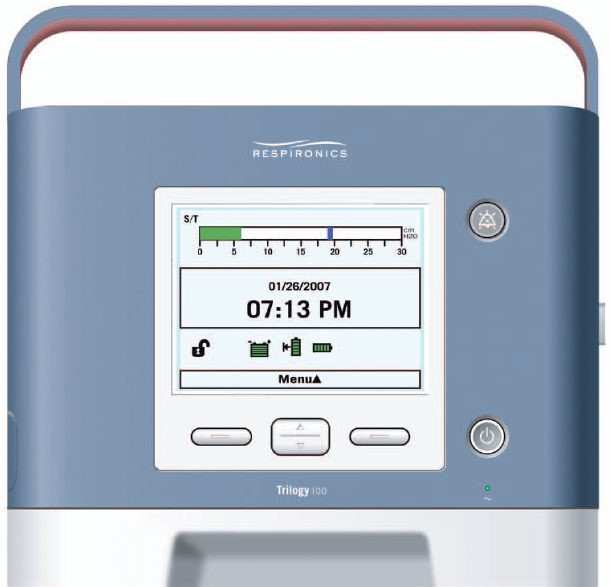 RESPIRONICS
S/T
cm
H2O
0 5 10 15 20 25 30
01/26/2007
07:13 PM
Menu▲
Trilogy 100